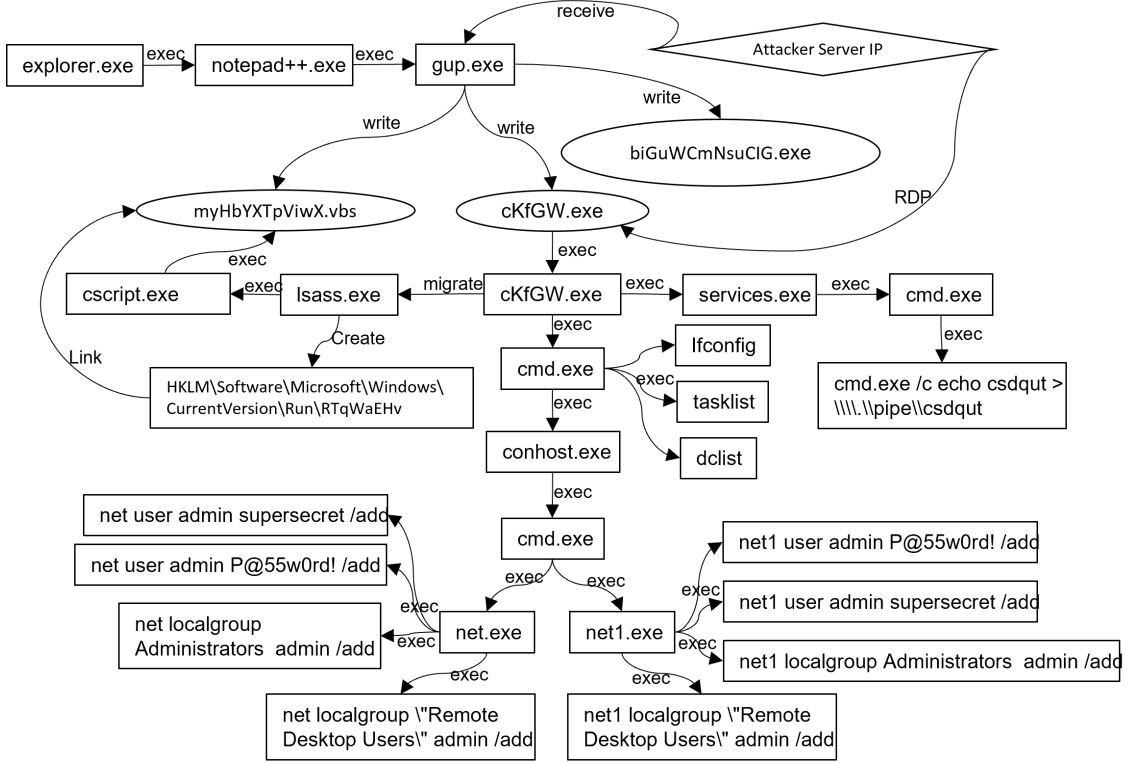 receive
Attacker Server IP
explorer.exe
exec
notepad++.exe
exec
gup.exe
write
write
write
biGuWCmNsuClG.exe
RDP
myHbYXTpViwX.vbs
cKfGW.exe
exec
exec
cscript.exe
exec
lsass.exe
migrate
cKfGW.exe
exec
services.exe
exec
cmd.exe
Create
exec
Ifconfig
exec
Link
HKLM\Software\Microsoft\Windows\
CurrentVersion\Run\RTqWaEHv
cmd.exe
exec
tasklist
cmd.exe /c echo csdqut >
\\\\.\\pipe\\csdqut
exec
conhost.exe
dclist
exec
net user admin supersecret /add
cmd.exe
net1 user admin P@55w0rd! /add
net user admin P@55w0rd! /add
exec
exec
exec
net1 user admin supersecret /add
exec
net localgroup
Administrators  admin /add
exec
net.exe
net1.exe
exec
net1 localgroup Administrators  admin /add
exec
exec
net localgroup \"Remote
Desktop Users\" admin /add
net1 localgroup \"Remote
Desktop Users\" admin /add